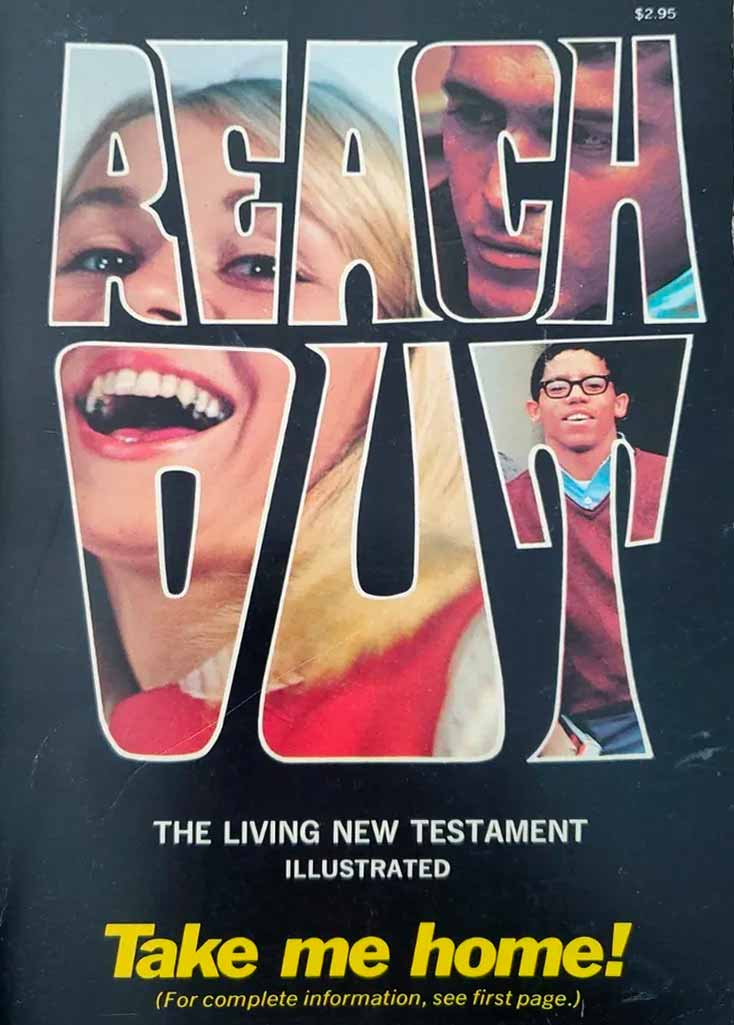 $2.95
REACH
OUT
THE LIVING NEW TESTAMENT
ILLUSTRATED
Take me home!
(For complete information, see first page.)